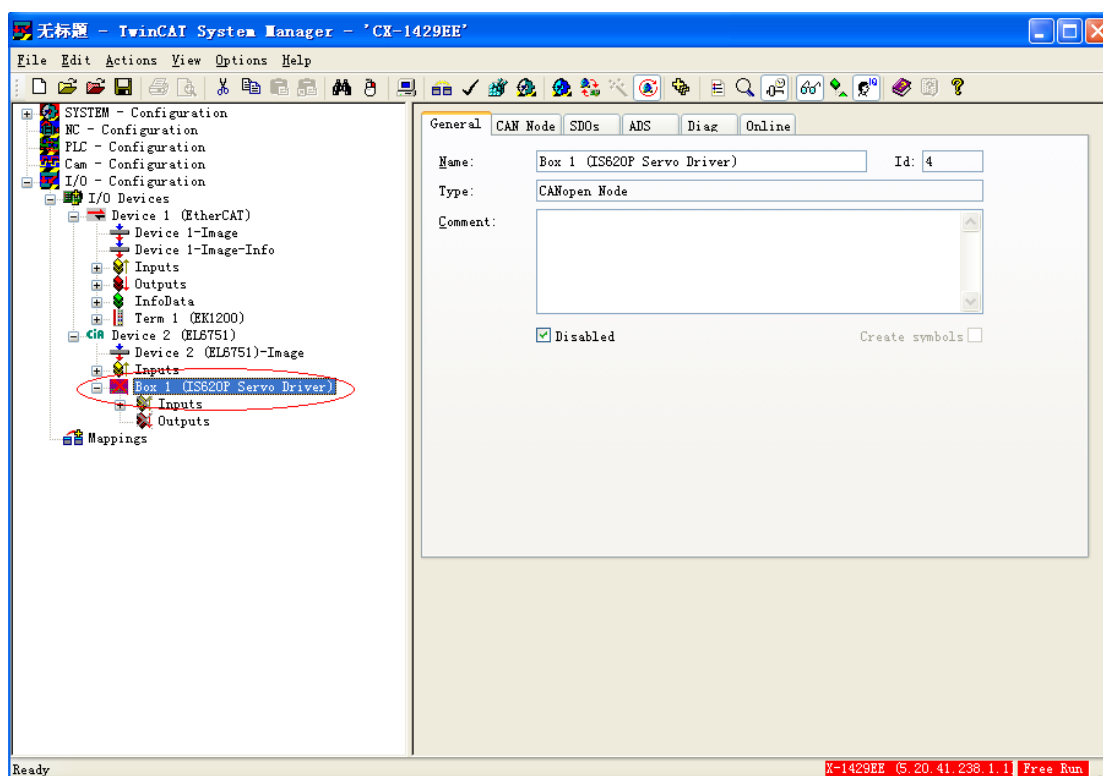 无标题 - TwinCAT System Manager - 'CX-1429EE'
File Edit Actions View Options Help
SYSTEM - Configuration
NC - Configuration
PLC - Configuration
Cam - Configuration
I/O - Configuration
I/O Devices
Device 1 (EtherCAT)
Device 1-Image
Device 1-Image-Info
Inputs
Outputs
InfoData
Term 1 (EK1200)
CiA Device 2 (EL6751)
Device 2 (EL6751)-Image
Inputs
Box 1 (IS620P Servo Driver)
Inputs
Outputs
Mappings
General CAN Node SDOs ADS Diag Online
Name: Box 1 (IS620P Servo Driver) Id: 4
Type: CANopen Node
Comment:
Disabled Create symbols
Ready X-1429EE (5.20.41.238.1.1) Free Run